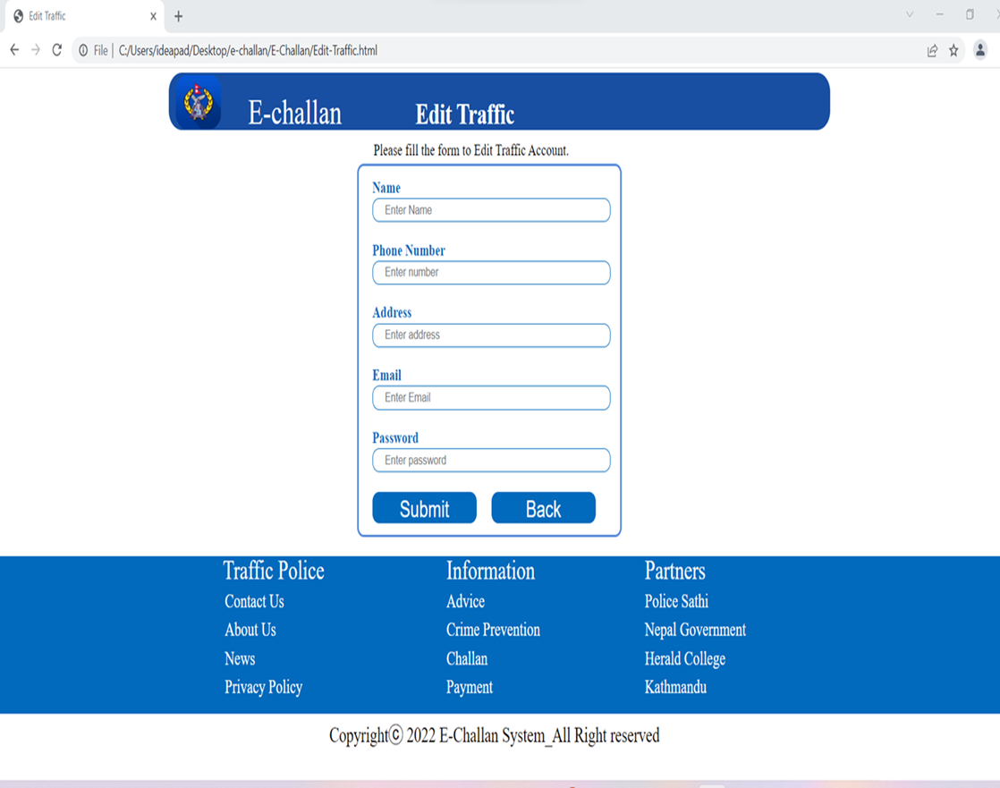 Edit Traffic
File | C:/Users/ideapad/Desktop/e-challan/E-Challan/Edit-Traffic.html
E-challan Edit Traffic
Please fill the form to Edit Traffic Account.
Name
Enter Name
Phone Number
Enter number
Address
Enter address
Email
Enter Email
Password
Enter password
Submit Back
Traffic Police Information Partners
Contact Us Advice Police Sathi
About Us Crime Prevention Nepal Government
News Challan Herald College
Privacy Policy Payment Kathmandu
Copyrightⓒ 2022 E-Challan System_All Right reserved